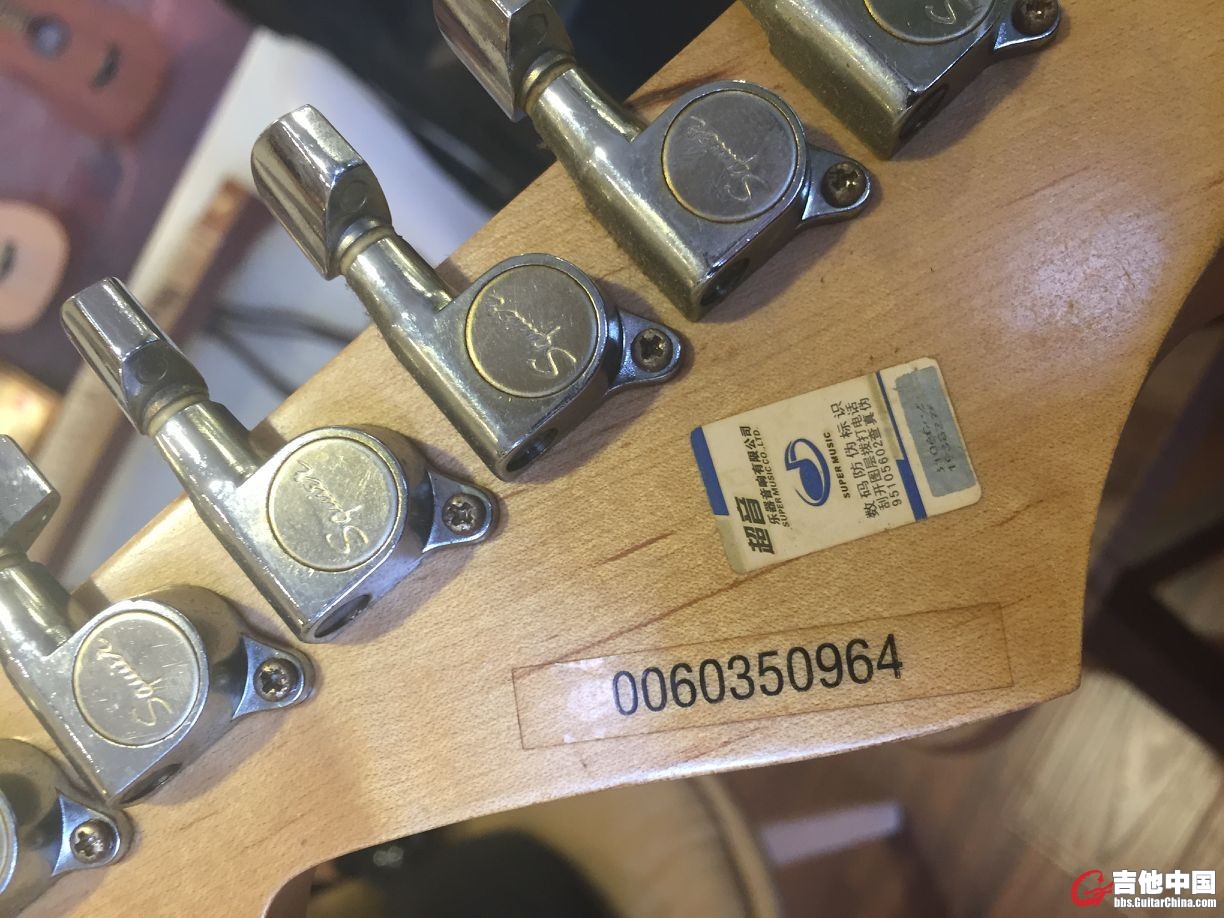 Squier
Squier
Squier
Squier
超音
乐器音响有限公司
SUPER MUSIC CO., LTD.
SUPER MUSIC
数码防伪标识
刮开图层拨打电话
95105602查真伪
0060350964
吉他中国
bbs.GuitarChina.com